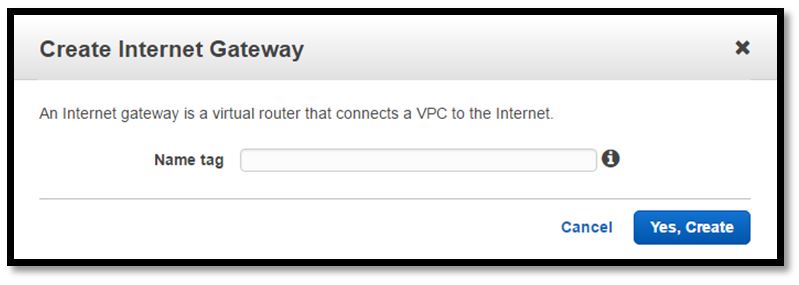 Create Internet Gateway
An Internet gateway is a virtual router that connects a VPC to the Internet.
Name tag
Cancel Yes, Create